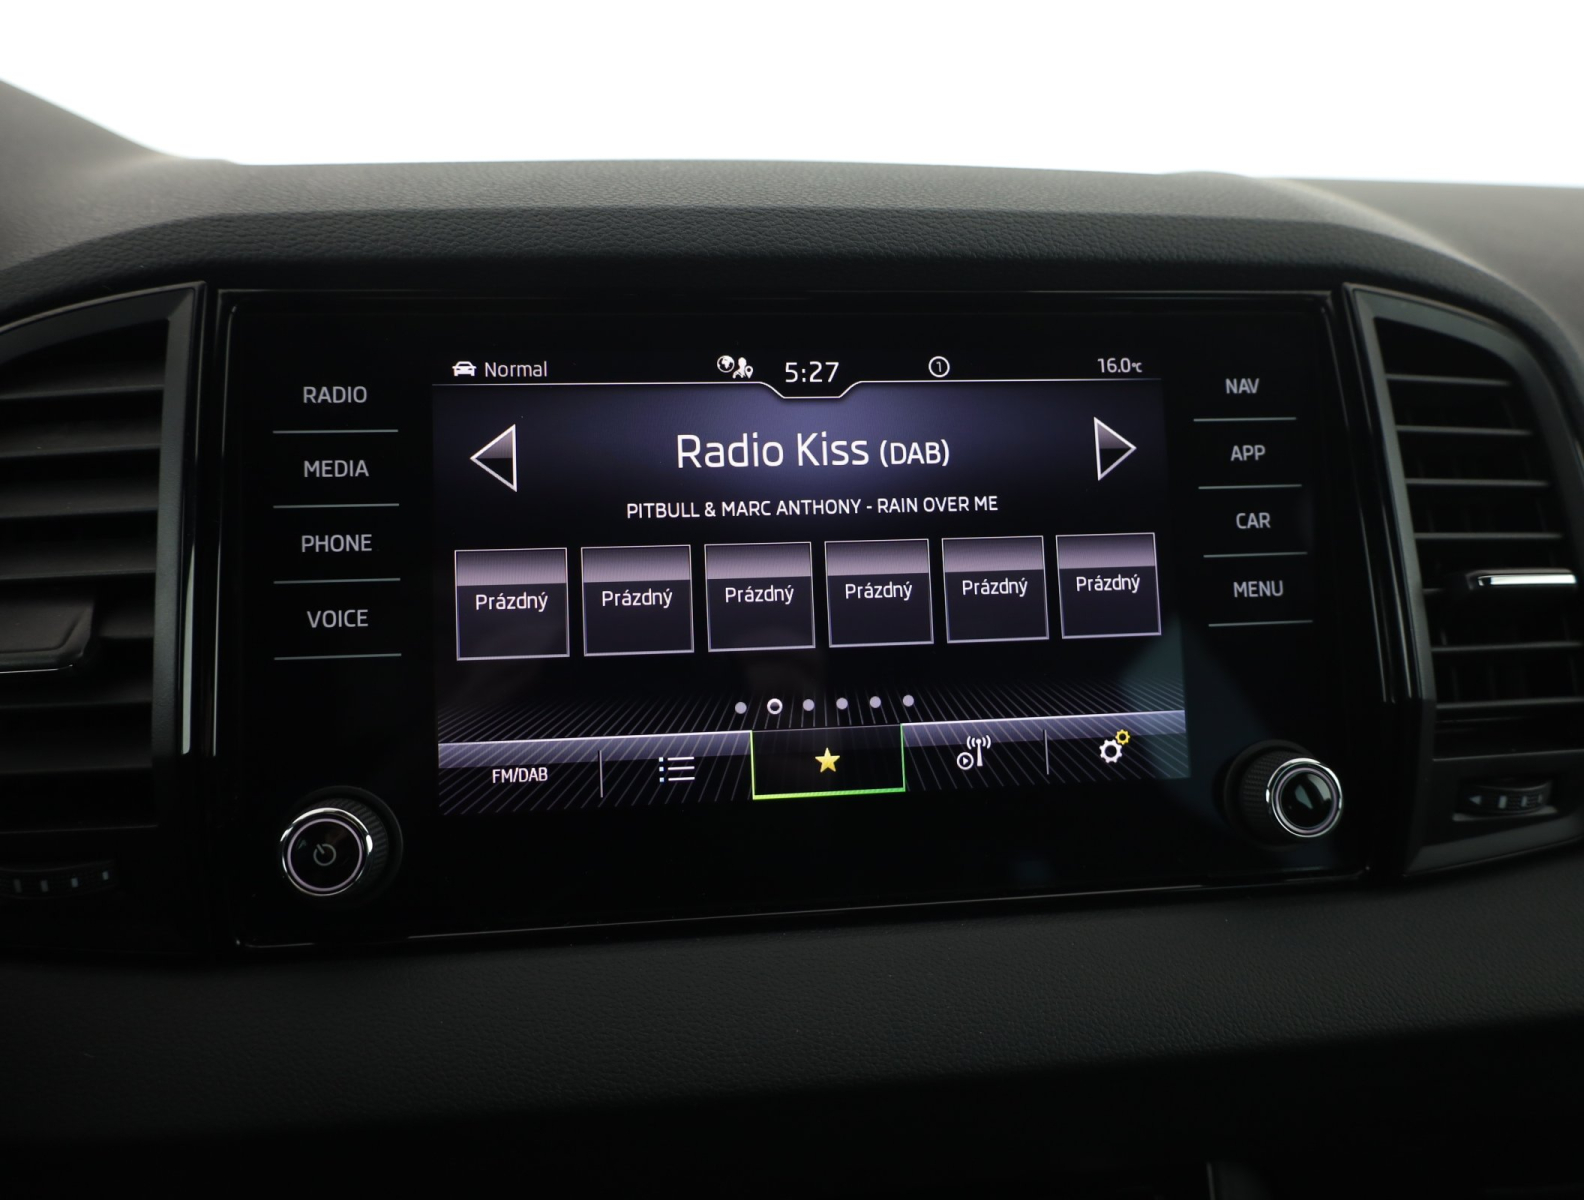 Normal
5:27
1
16.0°C
RADIO
MEDIA
PHONE
VOICE
Radio Kiss (DAB)
PITBULL & MARC ANTHONY - RAIN OVER ME
Prázdný Prázdný Prázdný Prázdný Prázdný Prázdný
FM/DAB
NAV
APP
CAR
MENU